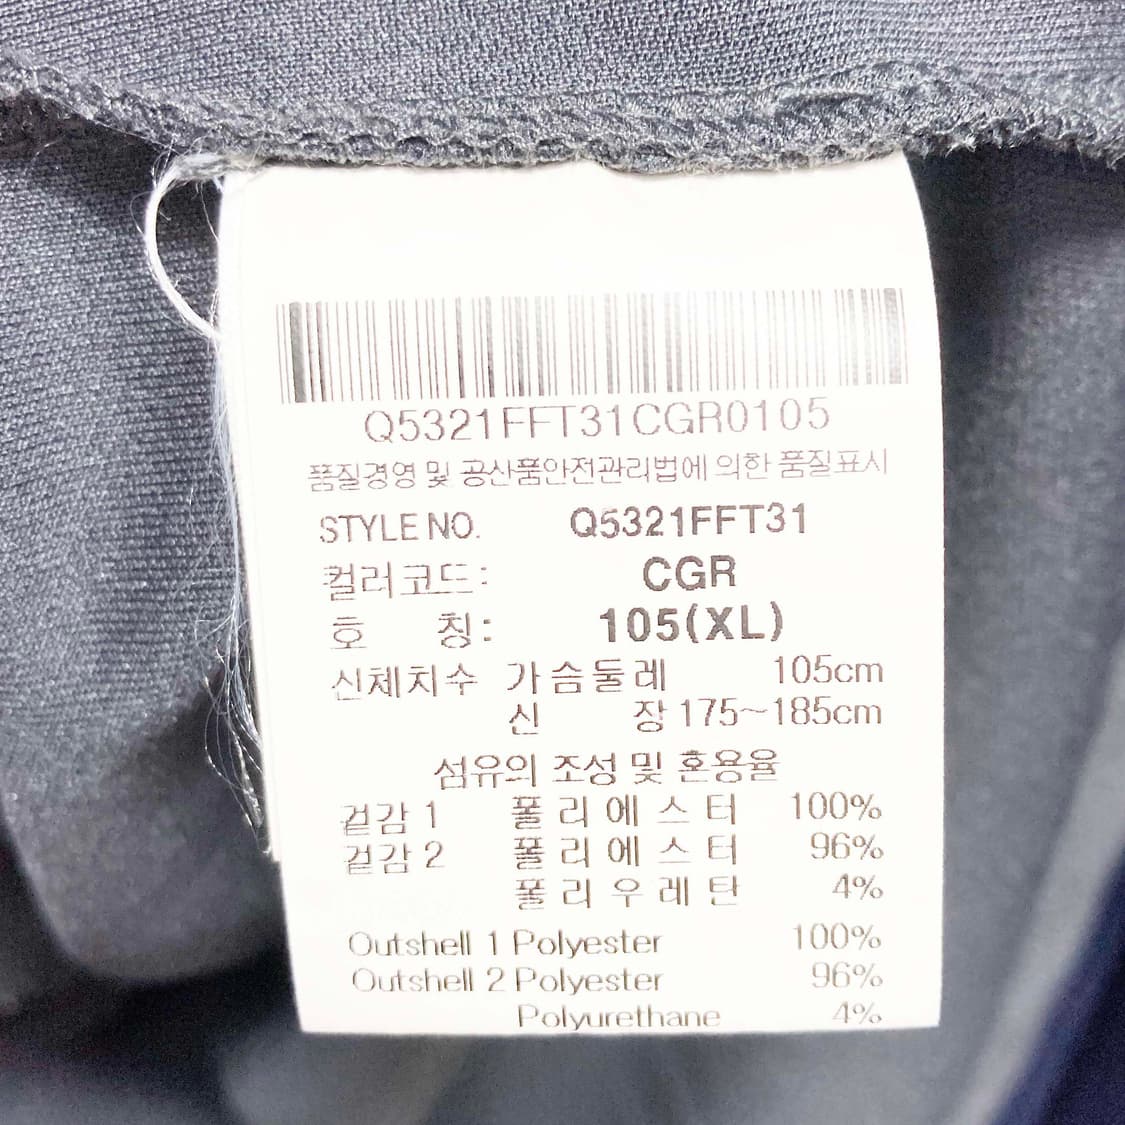 Q5321FFT31CGR0105
품질경영 및 공산품안전관리법에 의한 품질표시
STYLE NO. Q5321FFT31
컬러코드: CGR
호 칭: 105(XL)
신체치수 가슴둘레 105cm
신 장 175~185cm
섬유의 조성 및 혼용율
겉감 1 폴리에스터 100%
겉감 2 폴리에스터 96%
폴리우레탄 4%
Outshell 1 Polyester 100%
Outshell 2 Polyester 96%
Polyurethane 4%